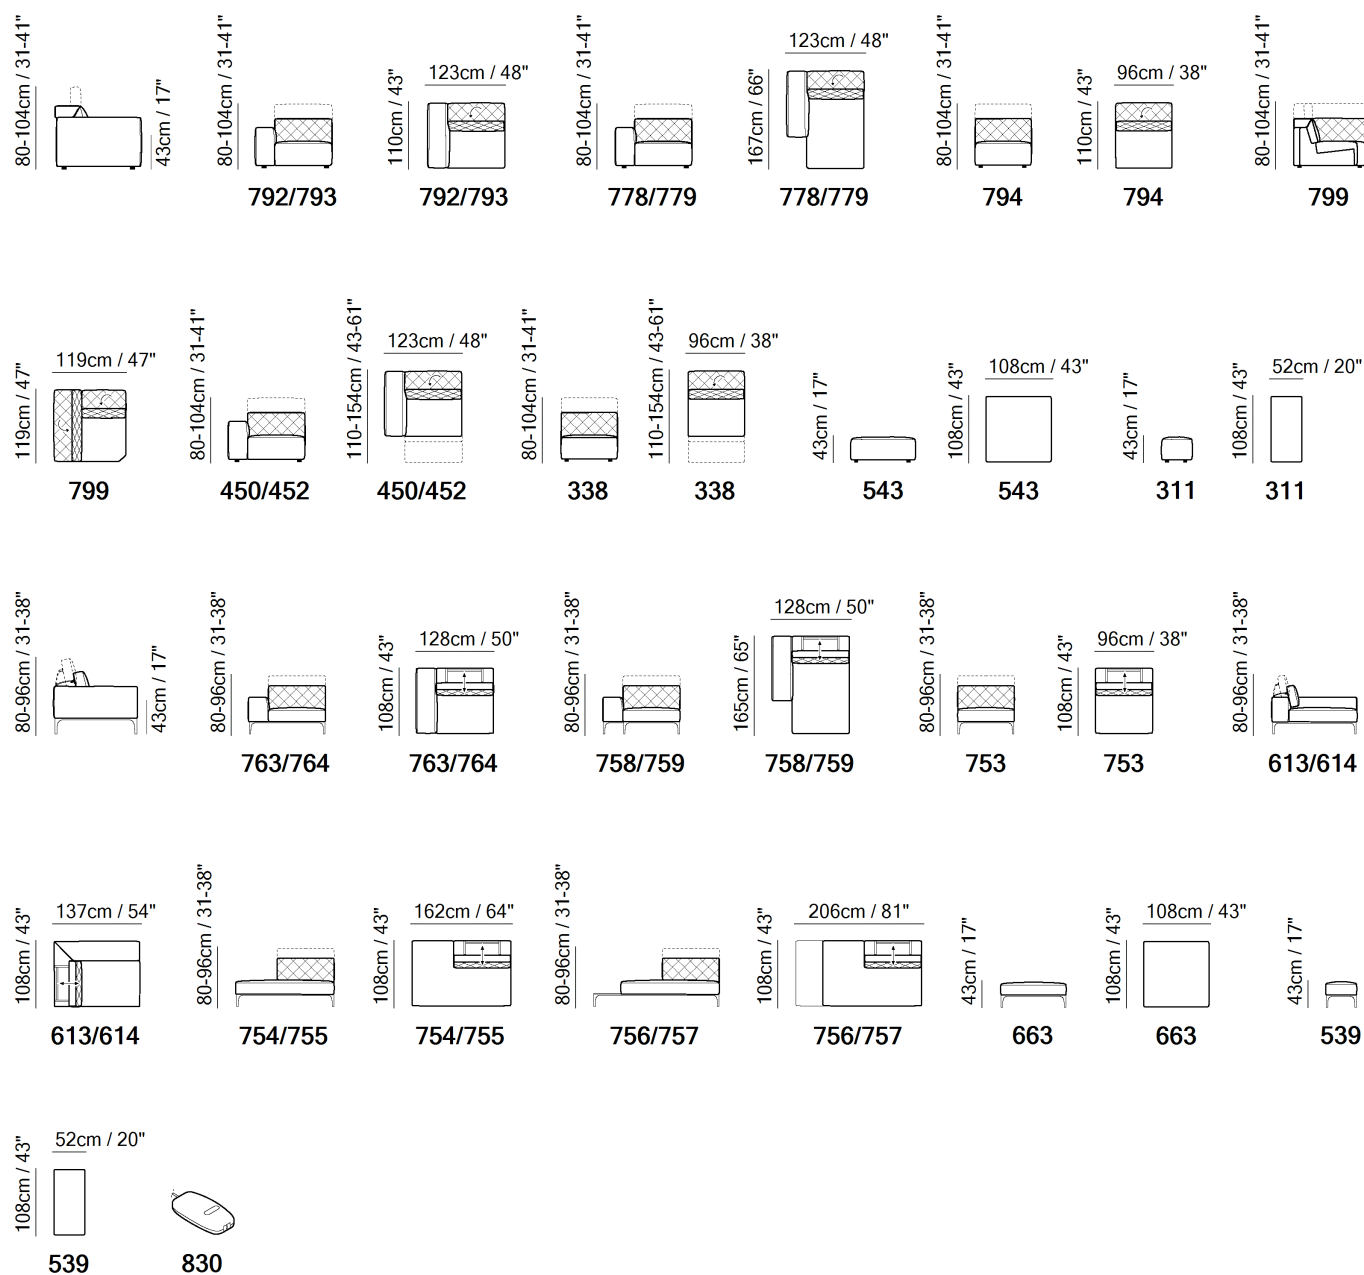 80-104cm / 31-41"
43cm / 17"
80-104cm / 31-41"
792/793
110cm / 43"
123cm / 48"
792/793
80-104cm / 31-41"
778/779
167cm / 66"
123cm / 48"
778/779
80-104cm / 31-41"
794
110cm / 43"
96cm / 38"
794
80-104cm / 31-41"
799
119cm / 47"
119cm / 47"
799
80-104cm / 31-41"
450/452
110-154cm / 43-61"
123cm / 48"
450/452
80-104cm / 31-41"
338
110-154cm / 43-61"
96cm / 38"
338
43cm / 17"
543
108cm / 43"
108cm / 43"
543
43cm / 17"
311
108cm / 43"
52cm / 20"
311
80-96cm / 31-38"
43cm / 17"
80-96cm / 31-38"
763/764
108cm / 43"
128cm / 50"
763/764
80-96cm / 31-38"
758/759
165cm / 65"
128cm / 50"
758/759
80-96cm / 31-38"
753
108cm / 43"
96cm / 38"
753
80-96cm / 31-38"
613/614
108cm / 43"
137cm / 54"
613/614
80-96cm / 31-38"
754/755
108cm / 43"
162cm / 64"
754/755
80-96cm / 31-38"
756/757
108cm / 43"
206cm / 81"
756/757
43cm / 17"
663
108cm / 43"
108cm / 43"
663
43cm / 17"
539
108cm / 43"
52cm / 20"
539
830